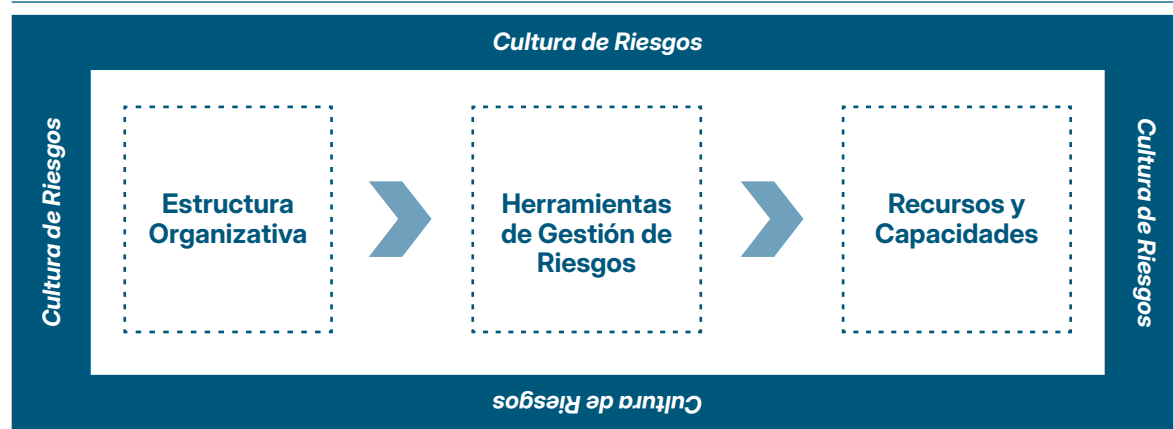 Cultura de Riesgos
Cultura de Riesgos
Estructura
Organizativa
Herramientas
de Gestión de
Riesgos
Recursos y
Capacidades
Cultura de Riesgos
Cultura de Riesgos